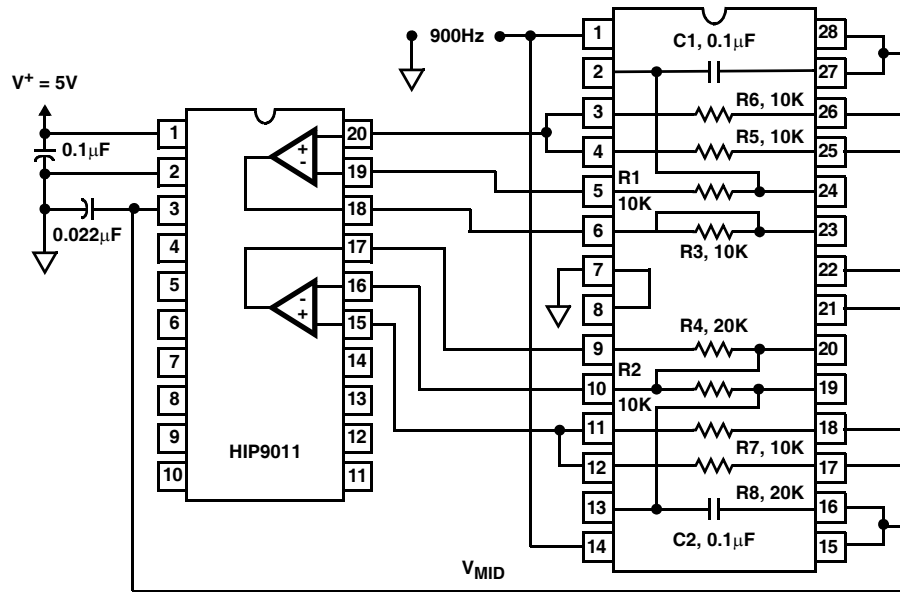 900Hz
C1, 0.1μF
V+ = 5V
0.1μF
0.022μF
R6, 10K
R5, 10K
R1
10K
R3, 10K
R4, 20K
R2
10K
R7, 10K
R8, 20K
C2, 0.1μF
HIP9011
VMID
1
2
3
4
5
6
7
8
9
10
20
19
18
17
16
15
14
13
12
11
+
-
-
+
1
2
3
4
5
6
7
8
9
10
11
12
13
14
28
27
26
25
24
23
22
21
20
19
18
17
16
15